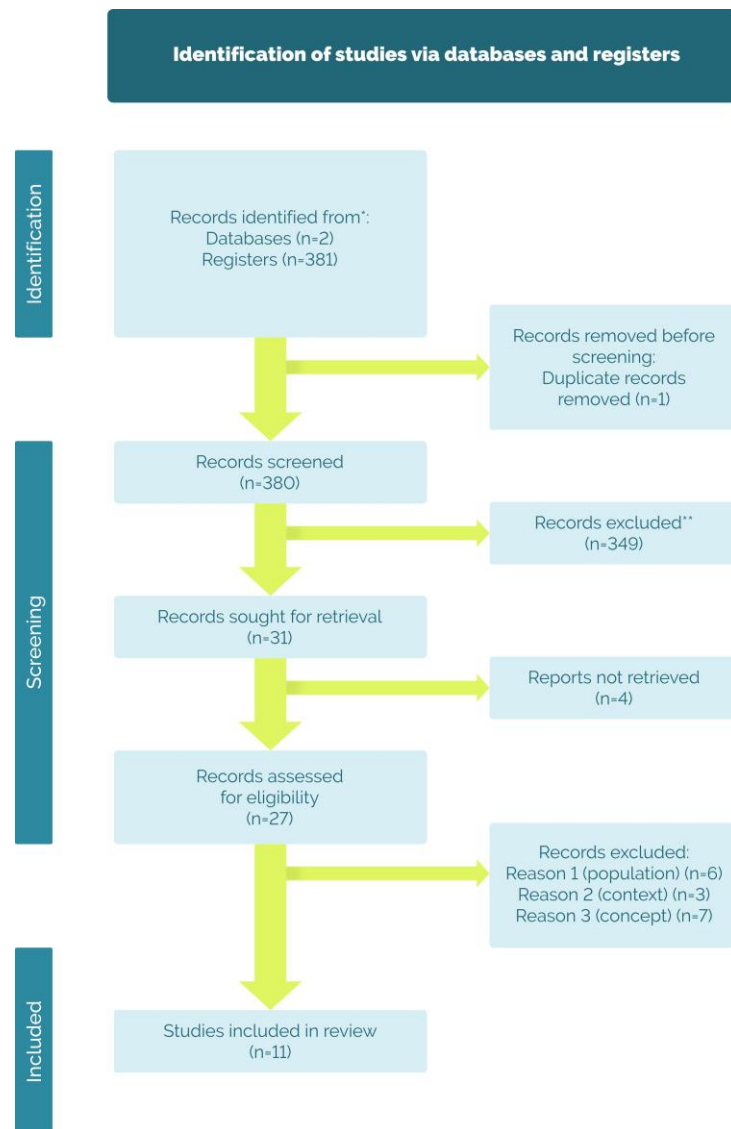 Identification of studies via databases and registers
Identification
Records identified from*:
Databases (n=2)
Registers (n=381)
Records removed before
screening:
Duplicate records
removed (n=1)
Screening
Records screened
(n=380)
Records excluded**
(n=349)
Records sought for retrieval
(n=31)
Reports not retrieved
(n=4)
Records assessed
for eligibility
(n=27)
Records excluded:
Reason 1 (population) (n=6)
Reason 2 (context) (n=3)
Reason 3 (concept) (n=7)
Included
Studies included in review
(n=11)